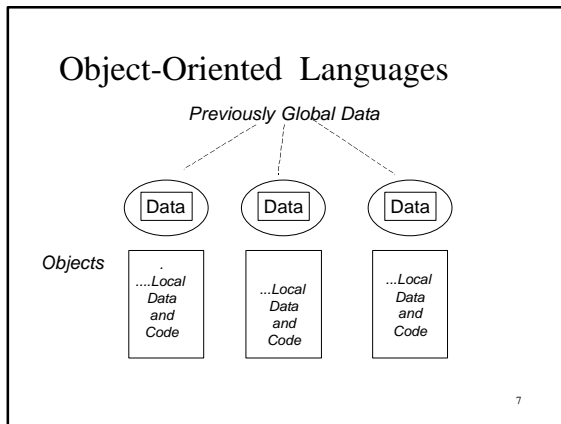 Object-Oriented Languages
Previously Global Data
Data
Data
Data
Objects
.
....Local
Data
and
Code
...Local
Data
and
Code
...Local
Data
and
Code
7